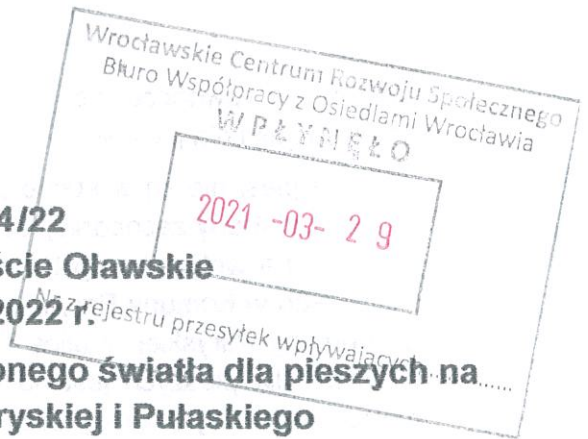 Wrocławskie Centrum Rozwoju Społecznego
Biuro Współpracy z Osiedlami Wrocławia
WPŁYNĘŁO
2021 -03- 2 9
Nr z rejestru przesyłek wpływających......
4/22
ście Oławskie
2022 r.
onego światła dla pieszych na
ryskiej i Pułaskiego